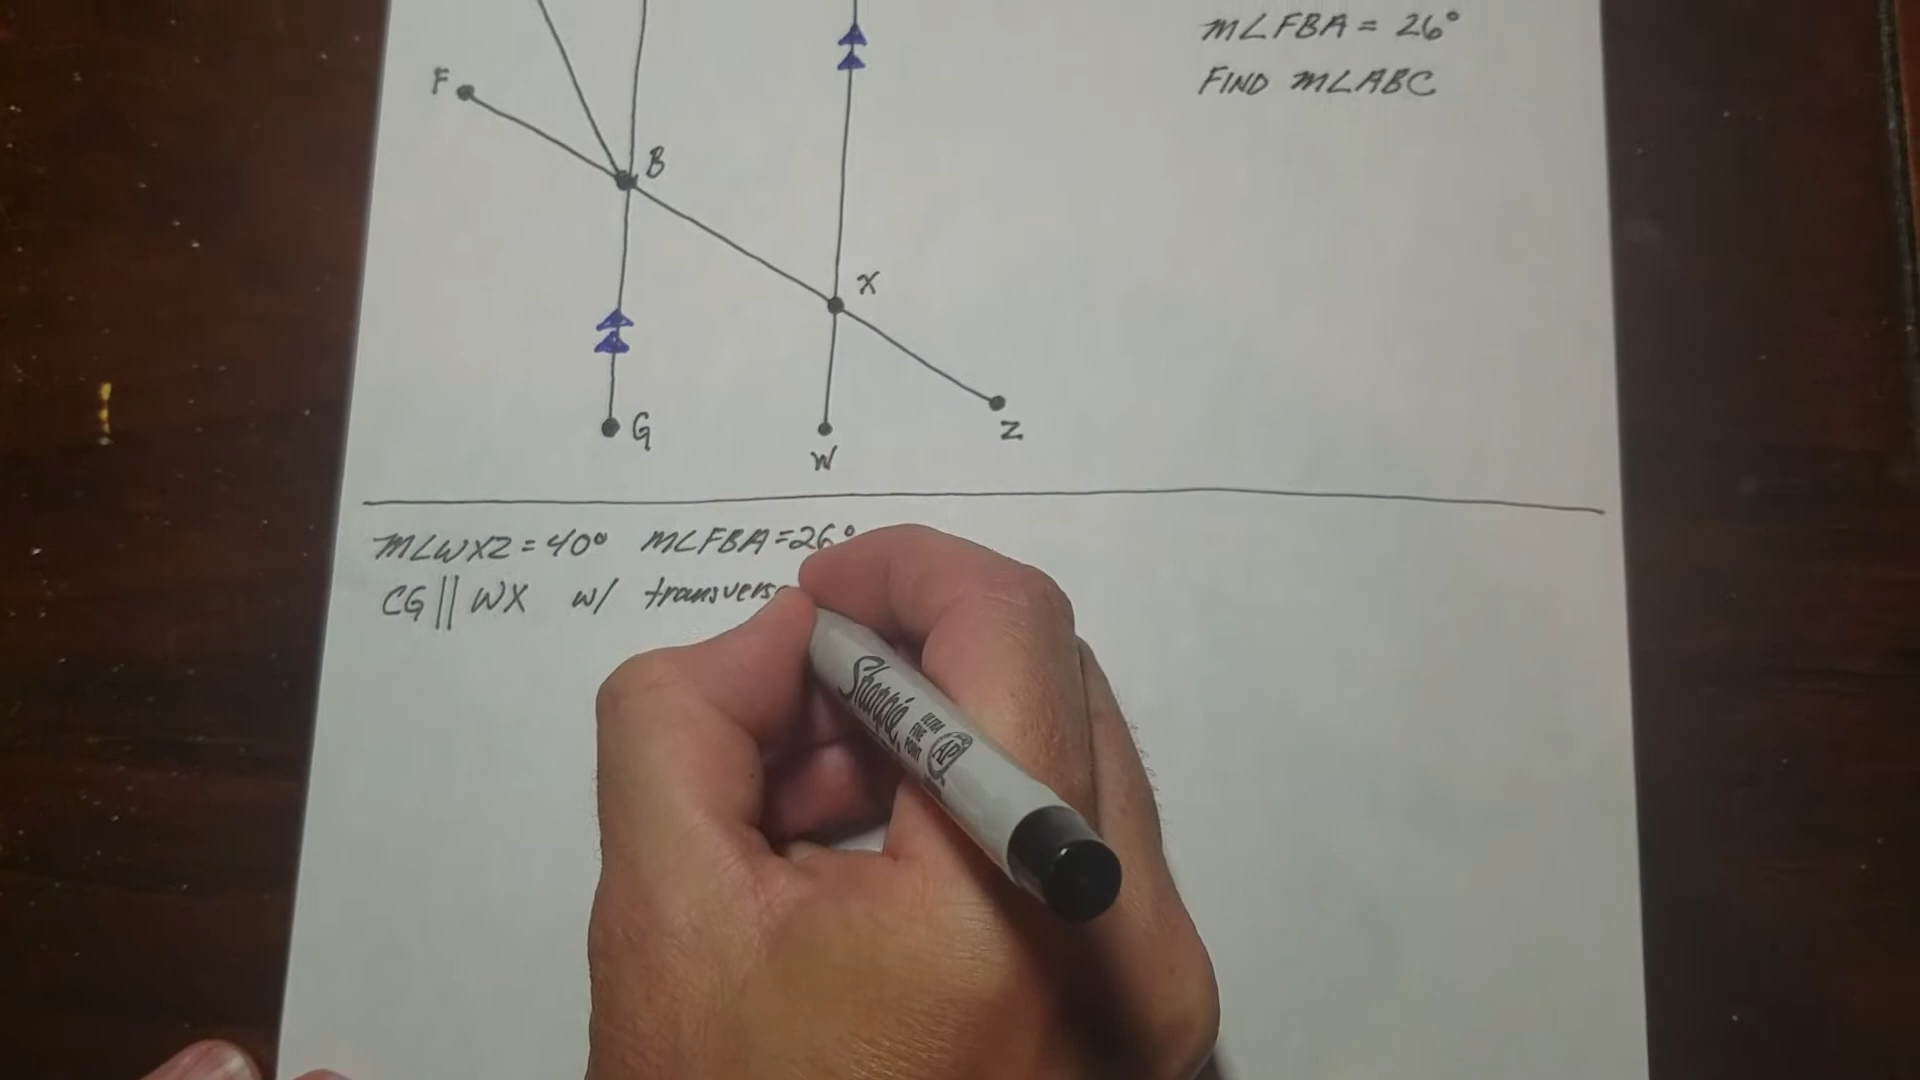 m∠FBA = 26°
FIND m∠ABC
F
B
X
G
Z
W
m∠WXZ = 40° m∠FBA = 26°
CG || WX w/ transvers
Sharpie
ULTRA
FINE
POINT
AP